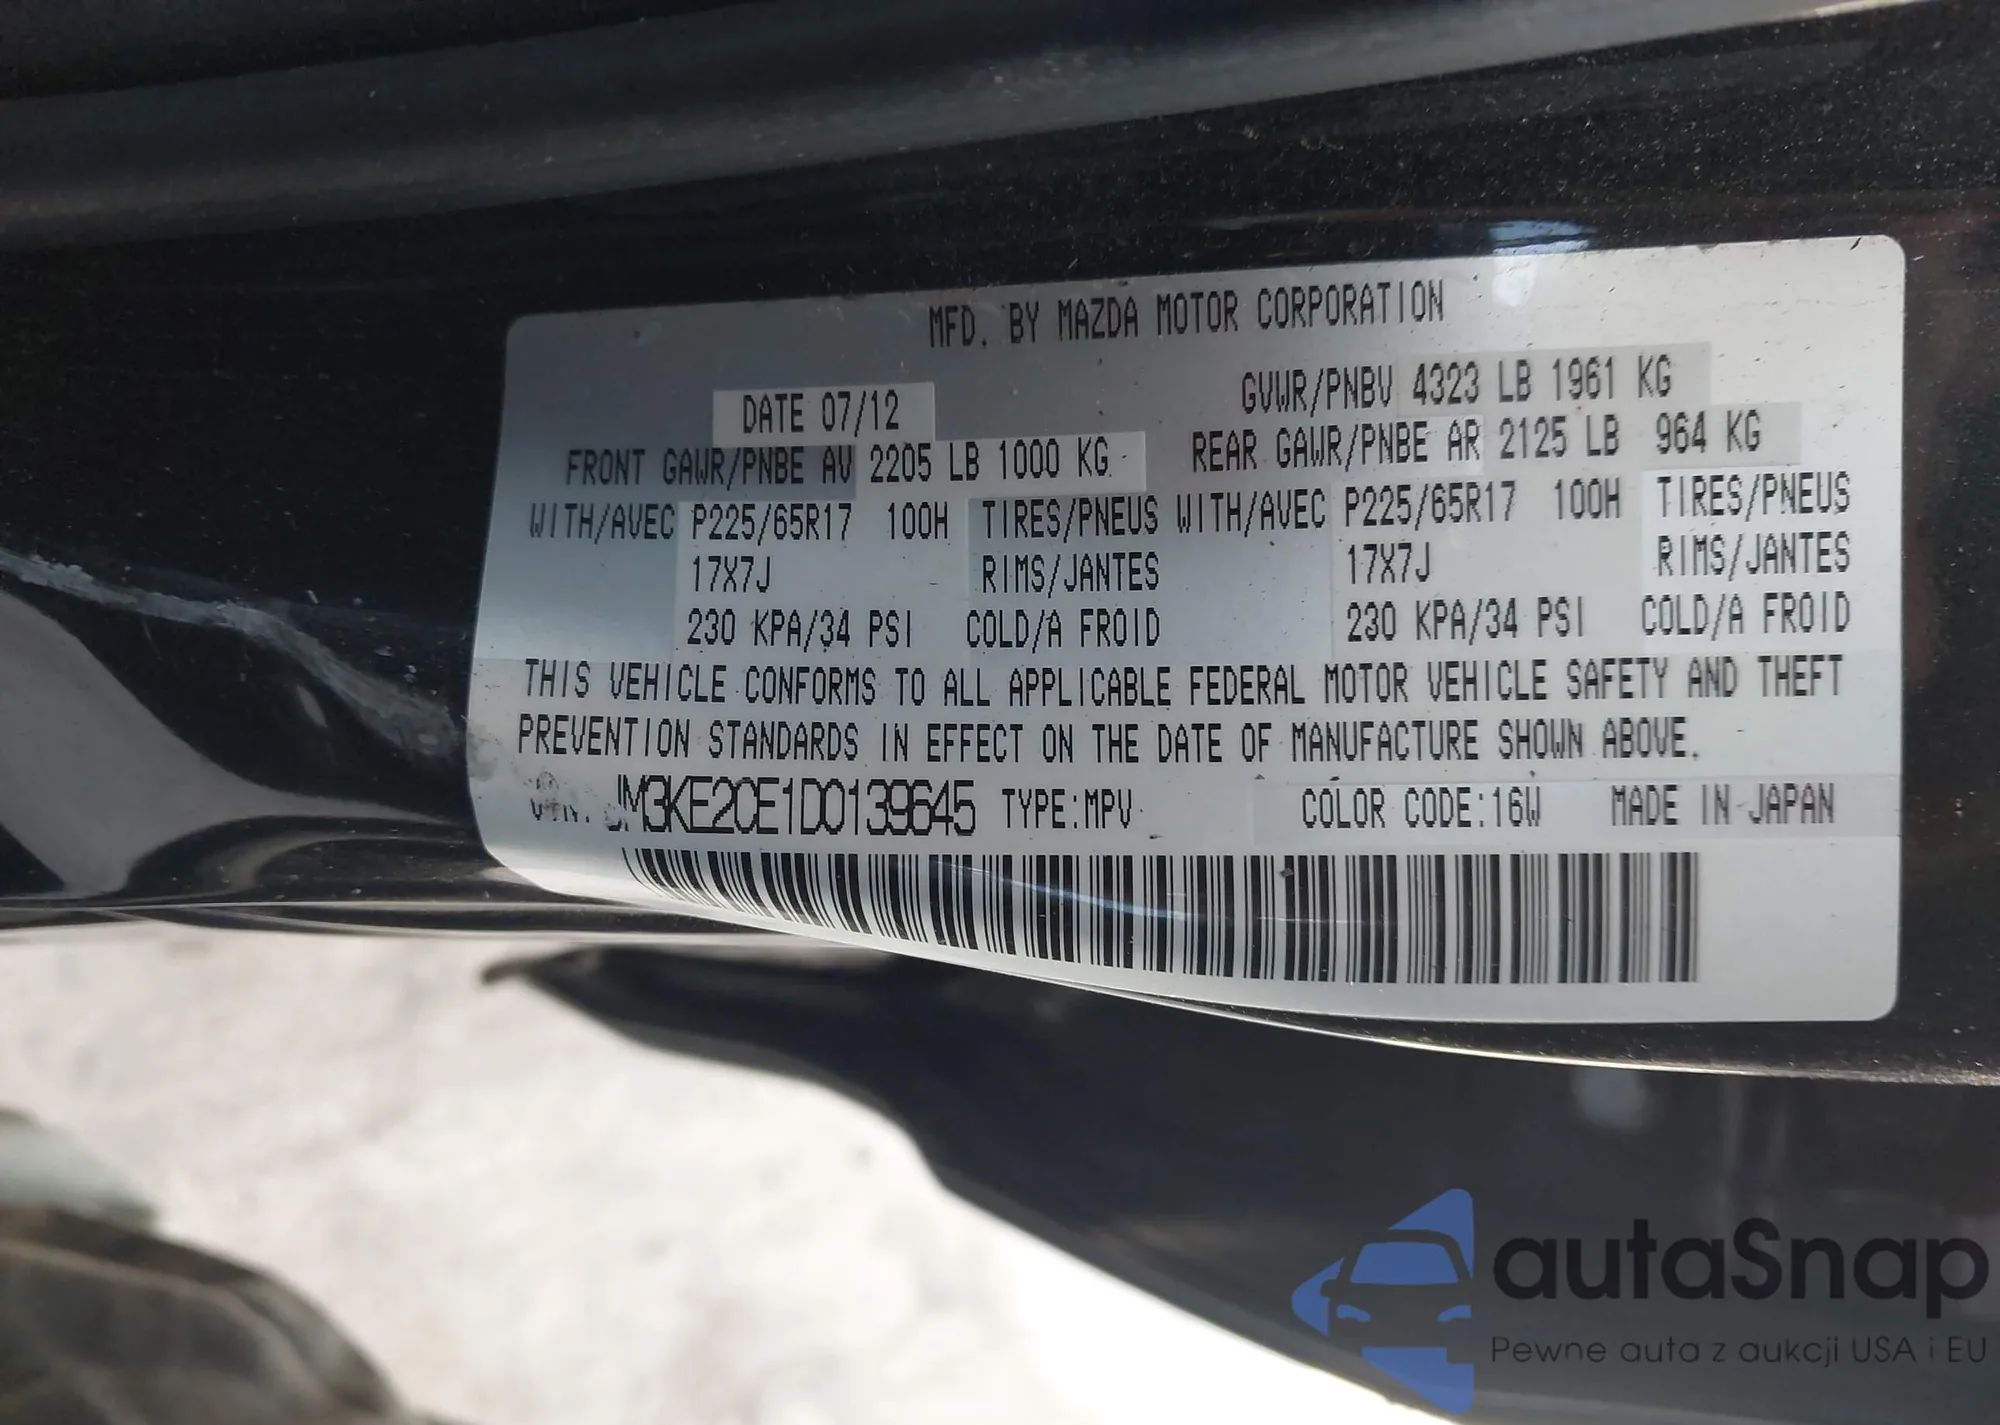 MFD. BY MAZDA MOTOR CORPORATION
DATE 07/12 GVWR/PNBV 4323 LB 1961 KG
FRONT GAWR/PNBE AV 2205 LB 1000 KG REAR GAWR/PNBE AR 2125 LB 964 KG
WITH/AVEC P225/65R17 100H TIRES/PNEUS WITH/AVEC P225/65R17 100H TIRES/PNEUS
17X7J RIMS/JANTES 17X7J RIMS/JANTES
230 KPA/34 PSI COLD/A FROID 230 KPA/34 PSI COLD/A FROID
THIS VEHICLE CONFORMS TO ALL APPLICABLE FEDERAL MOTOR VEHICLE SAFETY AND THEFT
PREVENTION STANDARDS IN EFFECT ON THE DATE OF MANUFACTURE SHOWN ABOVE.
JM3KE2CE1D0139645 TYPE:MPV COLOR CODE:16W MADE IN JAPAN
autaSnap
Pewne auta z aukcji USA i EU